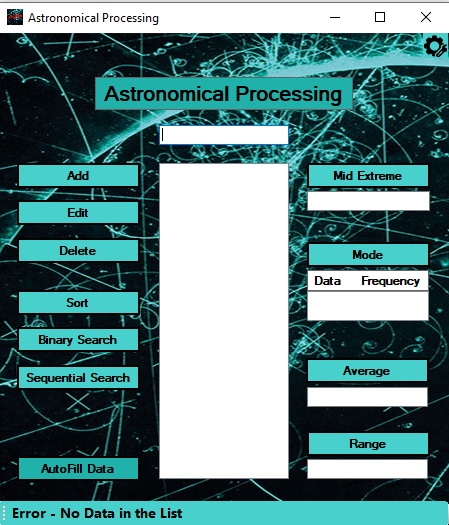 Astronomical Processing
Astronomical Processing
Add
Edit
Delete
Sort
Binary Search
Sequential Search
AutoFill Data
Mid Extreme
Mode
Data Frequency
Average
Range
Error - No Data in the List